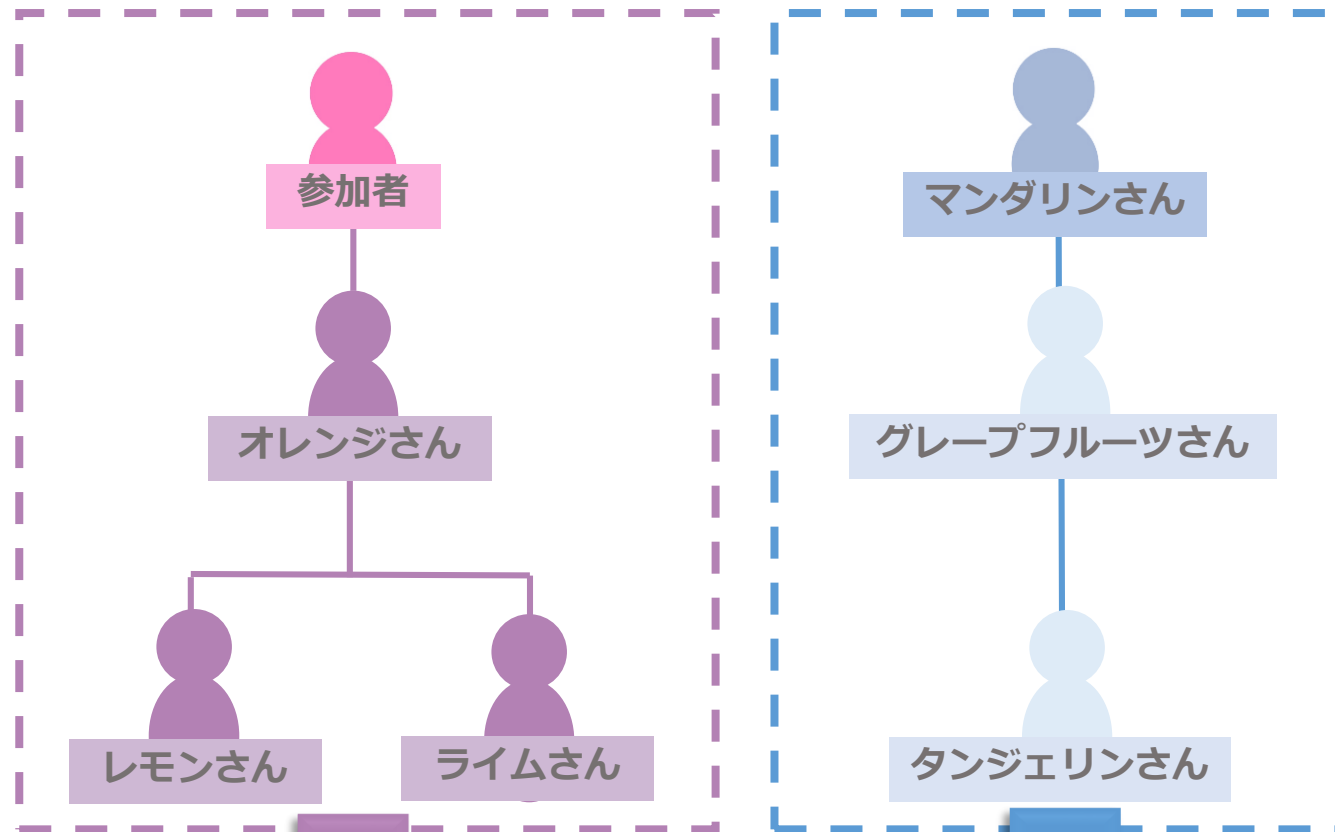 参加者
オレンジさん
レモンさん
ライムさん
マンダリンさん
グレープフルーツさん
タンジェリンさん